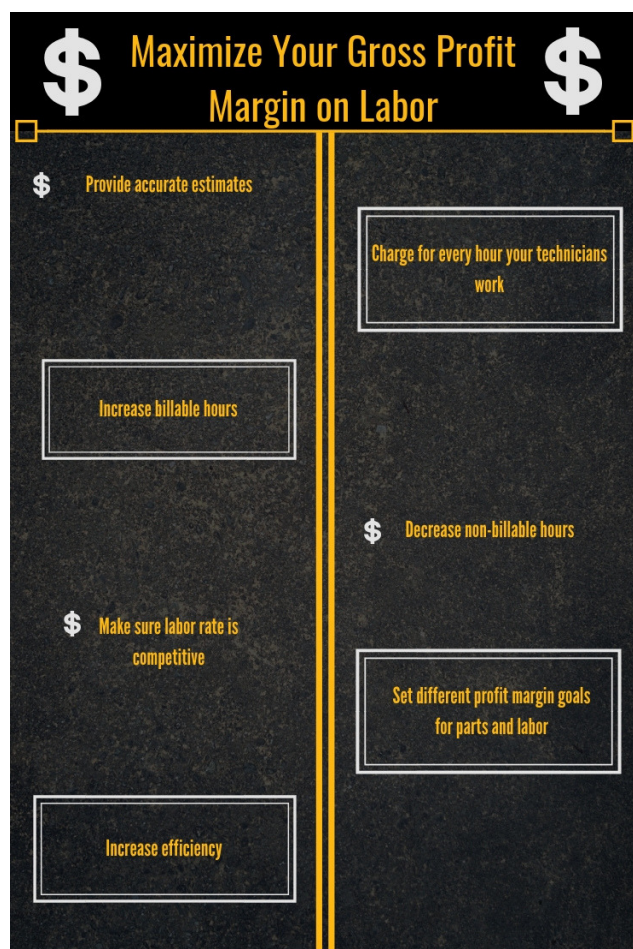 Maximize Your Gross Profit
Margin on Labor
Provide accurate estimates
Charge for every hour your technicians
work
Increase billable hours
Decrease non-billable hours
Make sure labor rate is
competitive
Set different profit margin goals
for parts and labor
Increase efficiency